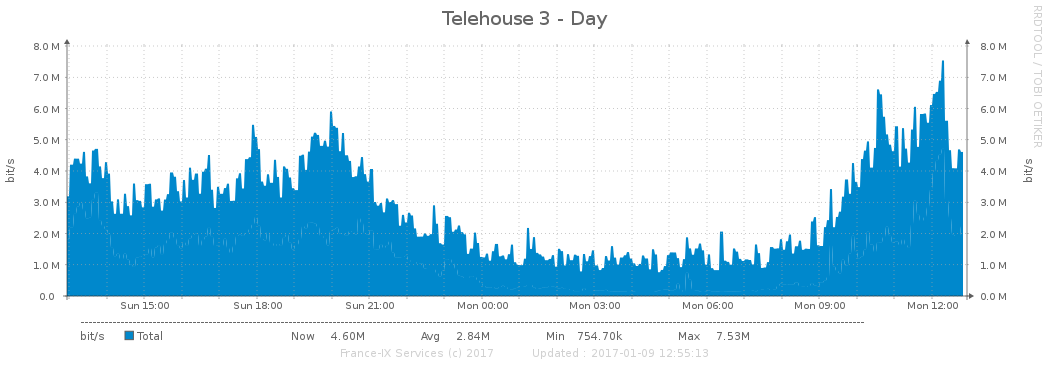 Telehouse 3 - Day
RRDTOOL / TOBI OETIKER
bit/s
8.0 M 8.0 M
7.0 M 7.0 M
6.0 M 6.0 M
5.0 M 5.0 M
4.0 M 4.0 M
3.0 M 3.0 M
2.0 M 2.0 M
1.0 M 1.0 M
0.0 0.0 M
bit/s
Sun 15:00 Sun 18:00 Sun 21:00 Mon 00:00 Mon 03:00 Mon 06:00 Mon 09:00 Mon 12:00
bit/s Total Now 4.60M Avg 2.84M Min 754.70k Max 7.53M
France-IX Services (c) 2017 Updated : 2017-01-09 12:55:13